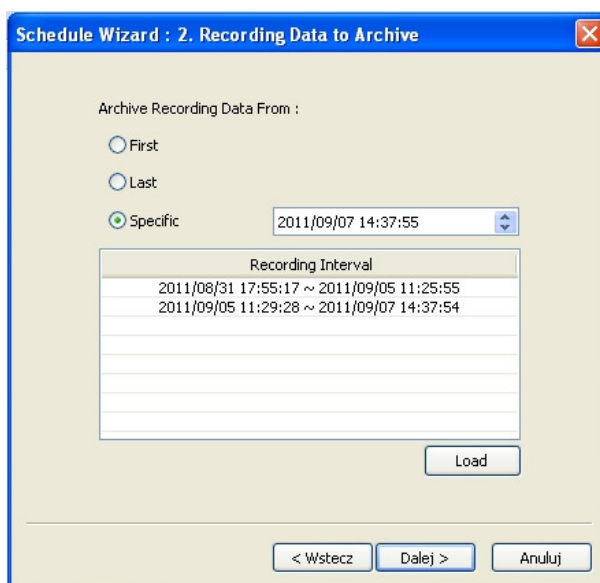 Schedule Wizard : 2. Recording Data to Archive
Archive Recording Data From :
First
Last
Specific
2011/09/07 14:37:55
Recording Interval
2011/08/31 17:55:17 ~ 2011/09/05 11:25:55
2011/09/05 11:29:28 ~ 2011/09/07 14:37:54
Load
< Wstecz
Dalej >
Anuluj